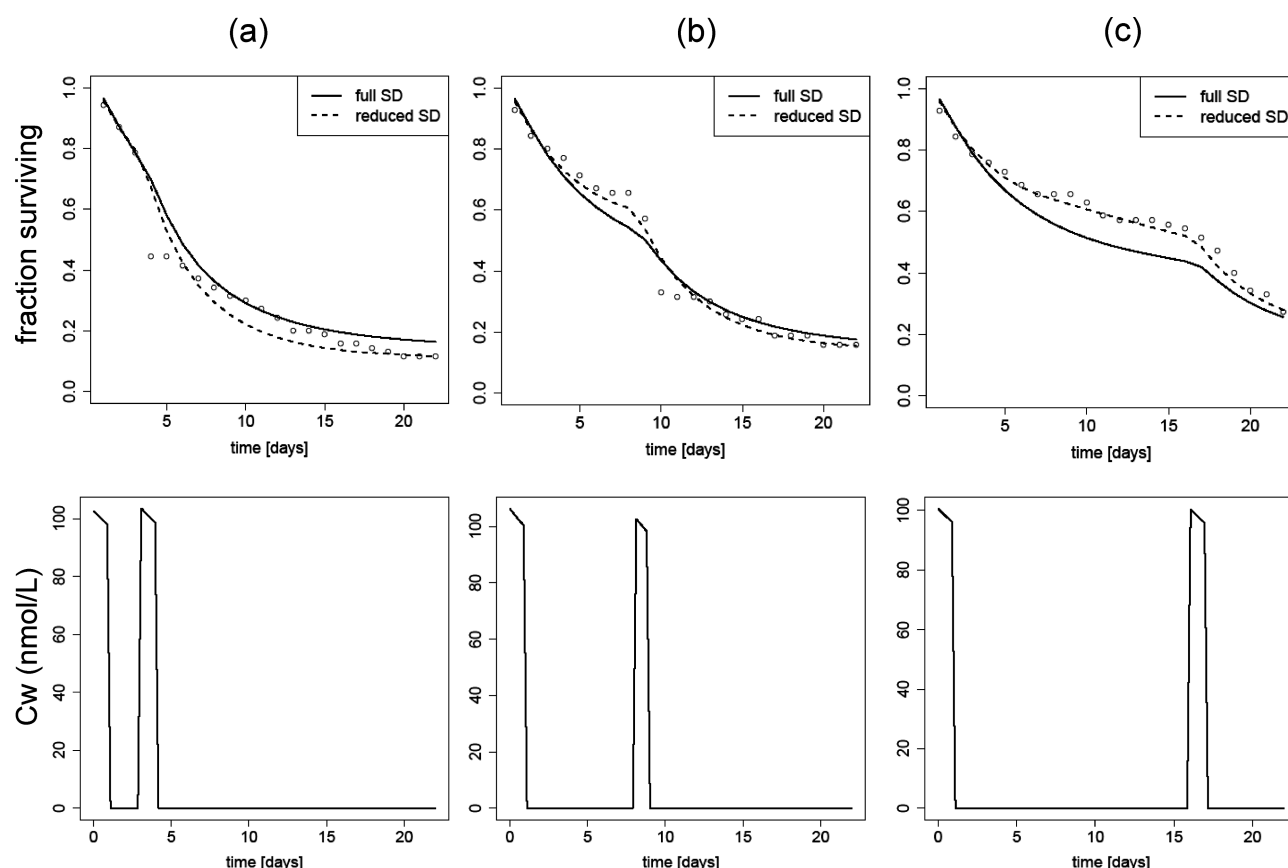 (a) (b) (c)
fraction surviving
1.0
0.8
0.6
0.4
0.2
0.0
full SD
reduced SD
5 10 15 20
time [days]
1.0
0.8
0.6
0.4
0.2
0.0
full SD
reduced SD
5 10 15 20
time [days]
1.0
0.8
0.6
0.4
0.2
0.0
full SD
reduced SD
5 10 15 20
time [days]
Cw (nmol/L)
100
80
60
40
20
0
0 5 10 15 20
time [days]
100
80
60
40
20
0
0 5 10 15 20
time [days]
100
80
60
40
20
0
0 5 10 15 20
time [days]